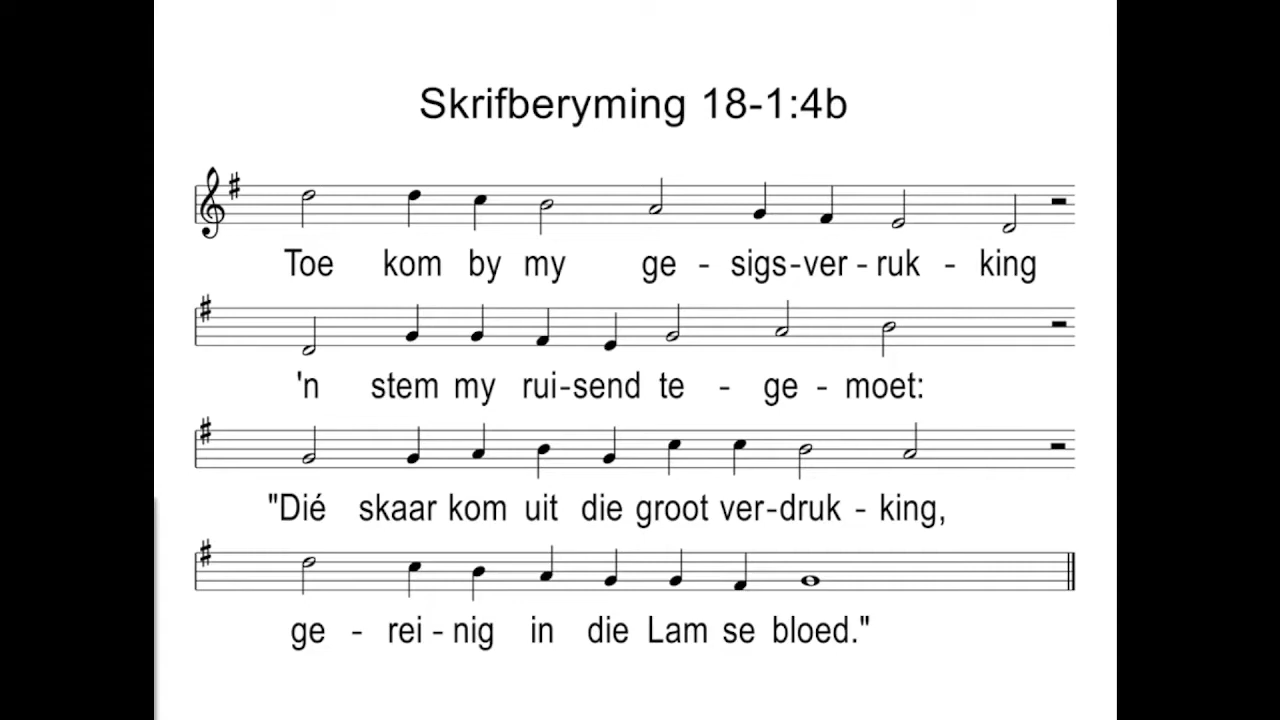 Skrifberyming 18-1:4b
Toe kom by my ge - sigs-ver - ruk - king
'n stem my rui-send te - ge - moet:
"Dié skaar kom uit die groot ver-druk - king,
ge - rei - nig in die Lam se bloed."